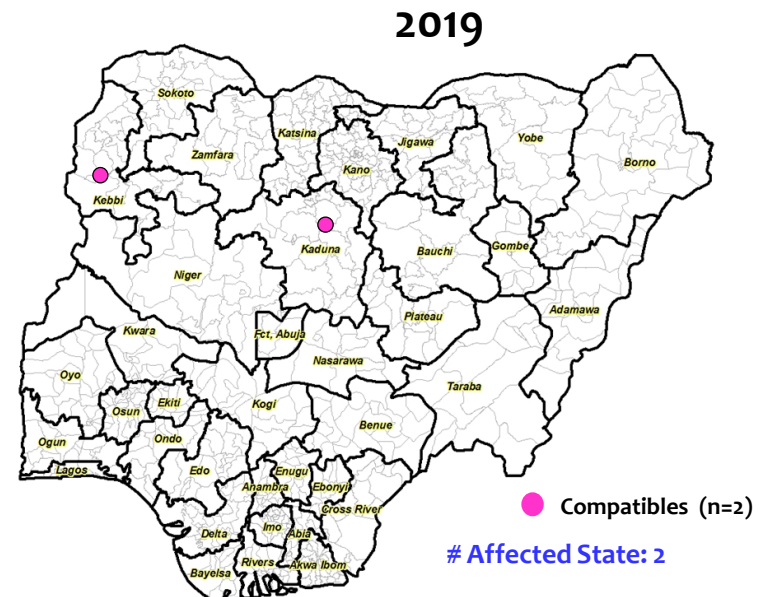 2019
Sokoto
Katsina
Jigawa
Yobe
Zamfara
Kano
Borno
Kebbi
Kaduna
Bauchi
Gombe
Niger
Adamawa
Plateau
Kwara
Fct, Abuja
Nasarawa
Oyo
Taraba
Osun
Ekiti
Kogi
Benue
Ogun
Ondo
Lagos
Edo
Enugu
Anambra
Ebonyi
Cross River
Compatibles (n=2)
Delta
Imo
Abia
# Affected State: 2
Rivers
Akwa Ibom
Bayelsa